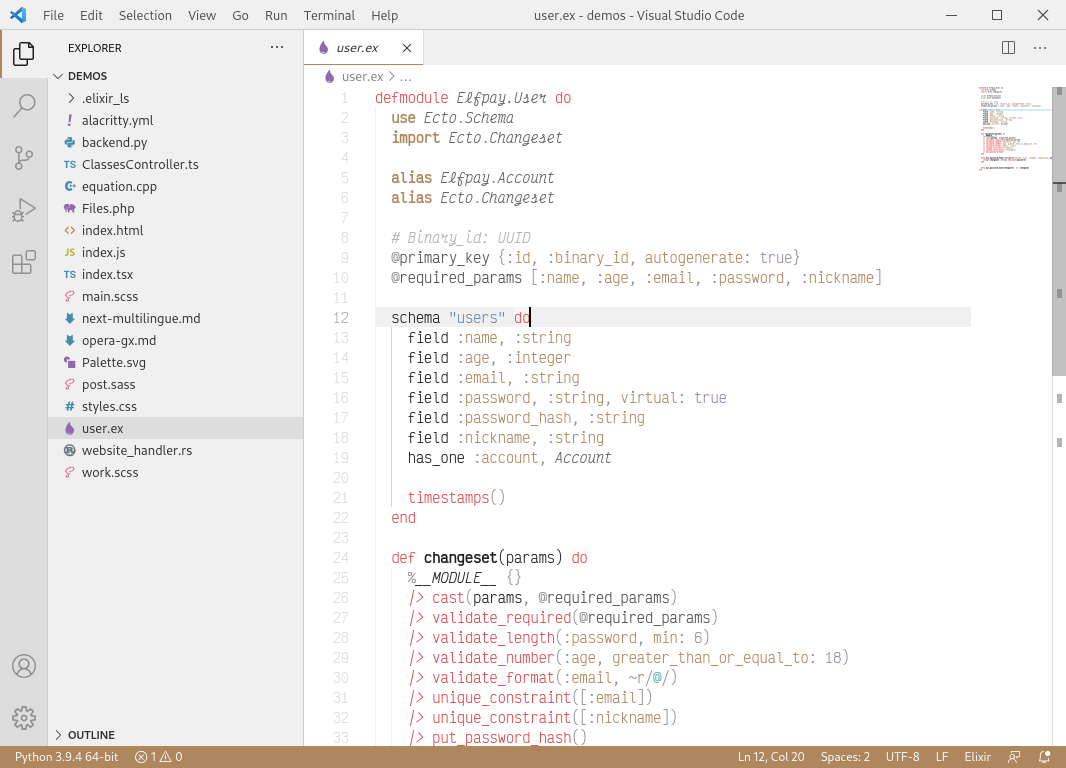 File Edit Selection View Go Run Terminal Help user.ex - demos - Visual Studio Code
EXPLORER
DEMOS
.elixir_ls
alacritty.yml
backend.py
TS ClassesController.ts
equation.cpp
Files.php
index.html
JS index.js
TS index.tsx
main.scss
next-multilingue.md
opera-gx.md
Palette.svg
post.sass
# styles.css
user.ex
website_handler.rs
work.scss
OUTLINE
user.ex
user.ex > ...
1 defmodule Elfpay.User do
2 use Ecto.Schema
3 import Ecto.Changeset
4
5 alias Elfpay.Account
6 alias Ecto.Changeset
7
8 # Binary_id: UUID
9 @primary_key {:id, :binary_id, autogenerate: true}
10 @required_params [:name, :age, :email, :password, :nickname]
11
12 schema "users" do
13 field :name, :string
14 field :age, :integer
15 field :email, :string
16 field :password, :string, virtual: true
17 field :password_hash, :string
18 field :nickname, :string
19 has_one :account, Account
20
21 timestamps()
22 end
23
24 def changeset(params) do
25 %__MODULE__ {}
26 |> cast(params, @required_params)
27 |> validate_required(@required_params)
28 |> validate_length(:password, min: 6)
29 |> validate_number(:age, greater_than_or_equal_to: 18)
30 |> validate_format(:email, ~r/@/)
31 |> unique_constraint([:email])
32 |> unique_constraint([:nickname])
33 |> put_password_hash()
Python 3.9.4 64-bit 1 0 Ln 12, Col 20 Spaces: 2 UTF-8 LF Elixir